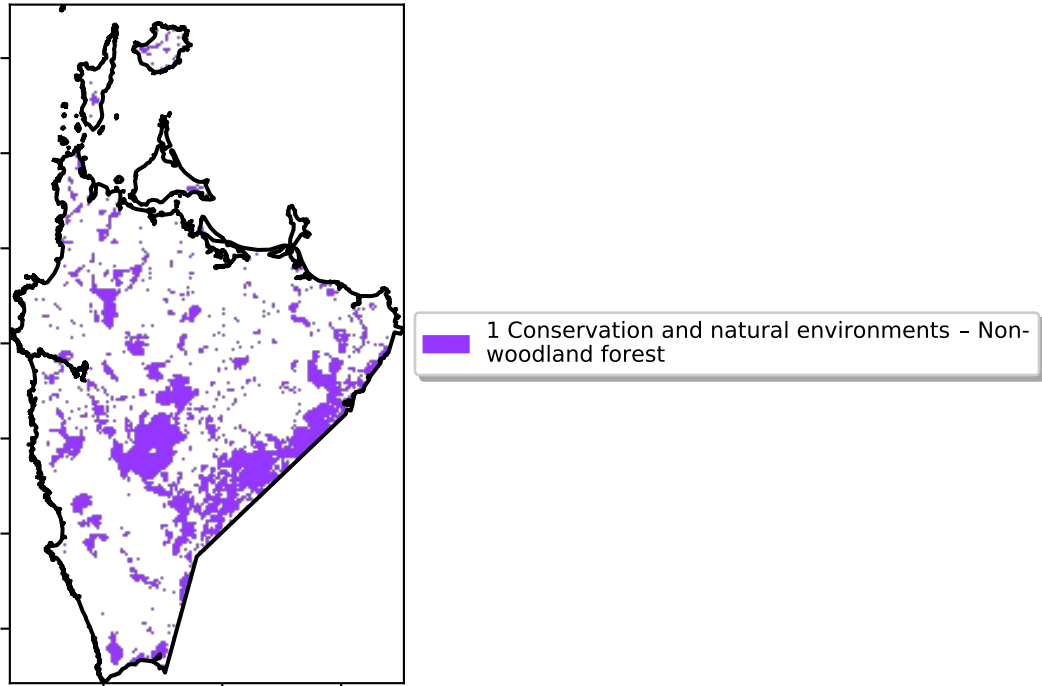 1 Conservation and natural environments – Non-
woodland forest